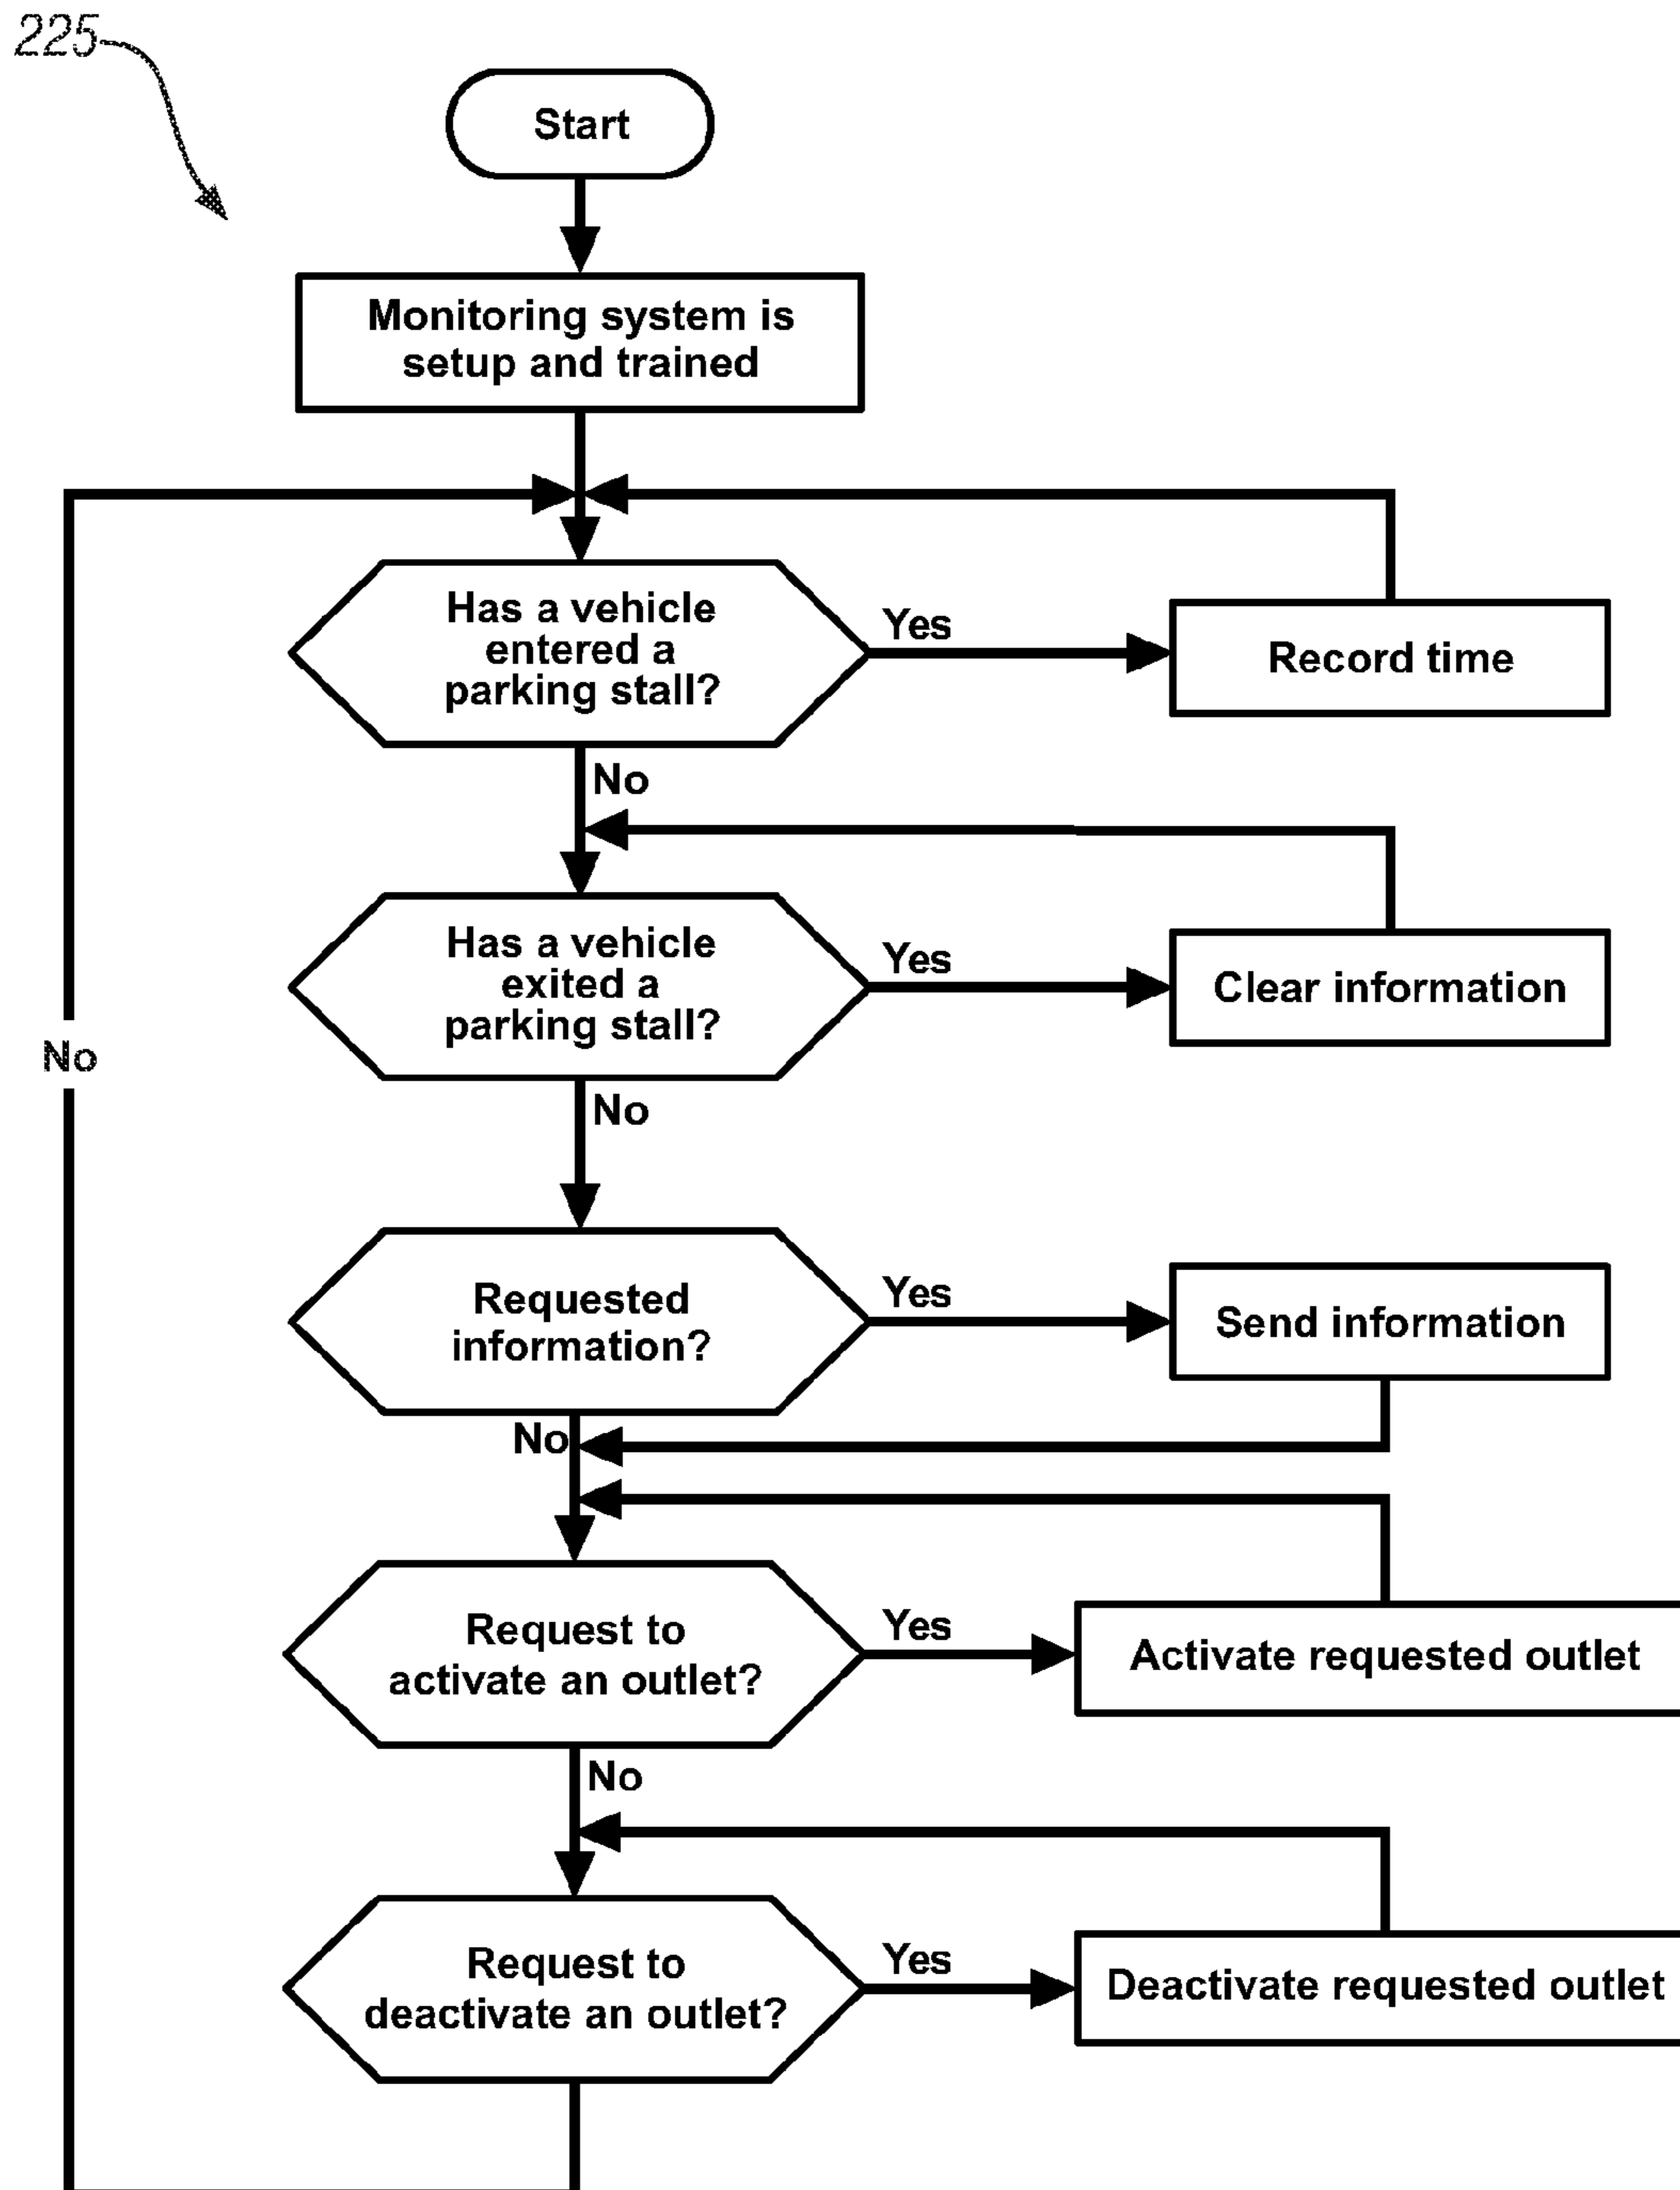 225
Start
Monitoring system is
setup and trained
Has a vehicle
entered a
parking stall?
Yes
Record time
No
Has a vehicle
exited a
parking stall?
Yes
Clear information
No
No
Requested
information?
Yes
Send information
No
Request to
activate an outlet?
Yes
Activate requested outlet
No
Request to
deactivate an outlet?
Yes
Deactivate requested outlet